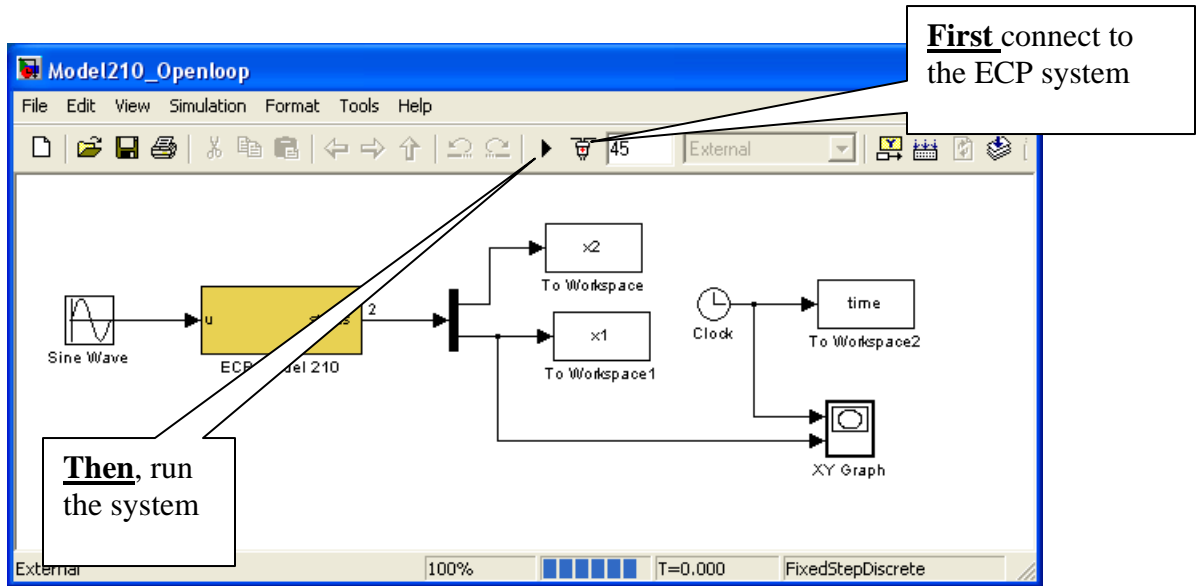 First connect to
the ECP system
Model210_Openloop
File Edit View Simulation Format Tools Help
45 External
x2
To Workspace
Sine Wave
u
2
ECP
210
x1
To Workspace1
Clock
time
To Workspace2
XY Graph
Then, run
the system
External 100% T=0.000 FixedStepDiscrete